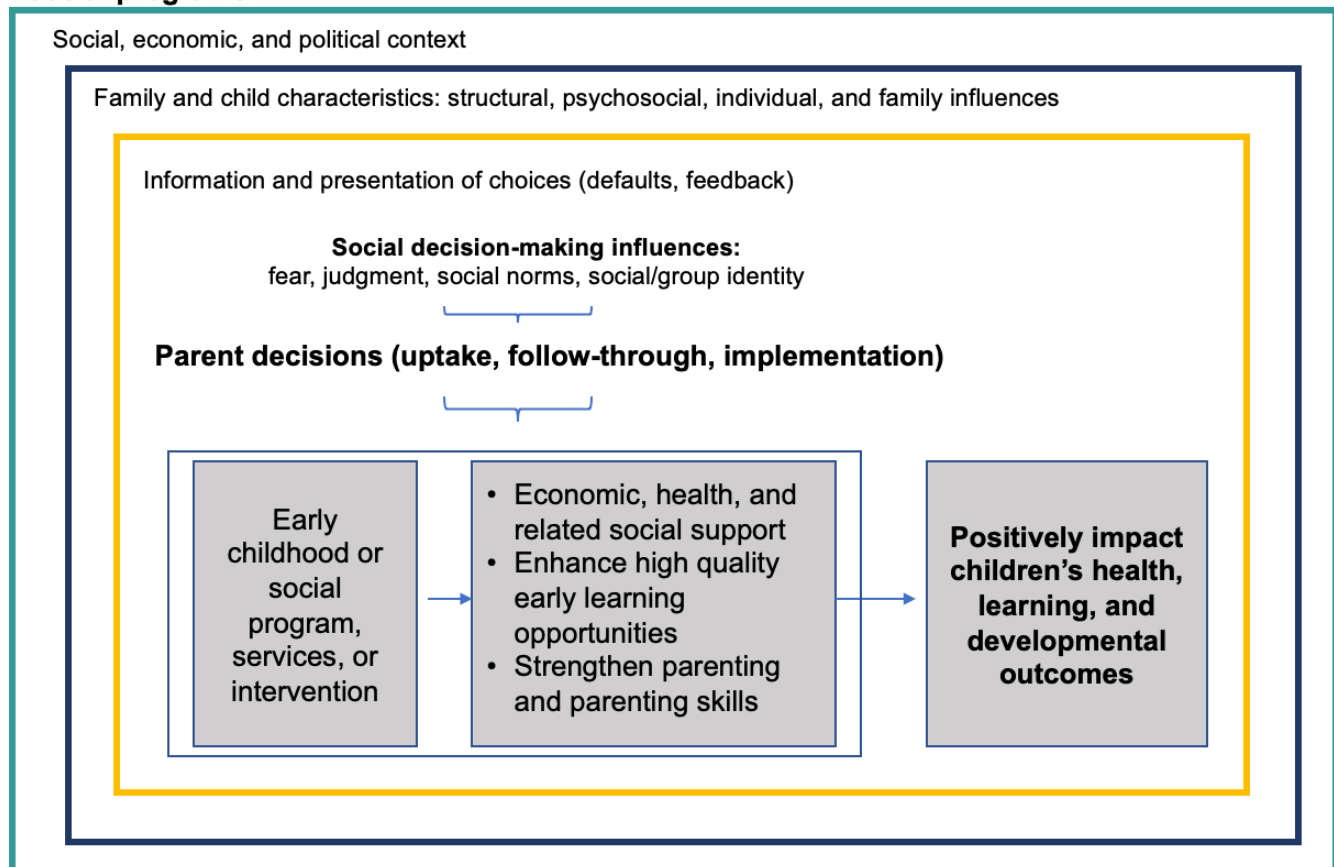 Social, economic, and political context
Family and child characteristics: structural, psychosocial, individual, and family influences
Information and presentation of choices (defaults, feedback)
Social decision-making influences:
fear, judgment, social norms, social/group identity
Parent decisions (uptake, follow-through, implementation)
Early
childhood or
social
program,
services, or
intervention
• Economic, health, and
related social support
• Enhance high quality
early learning
opportunities
• Strengthen parenting
and parenting skills
Positively impact
children’s health,
learning, and
developmental
outcomes